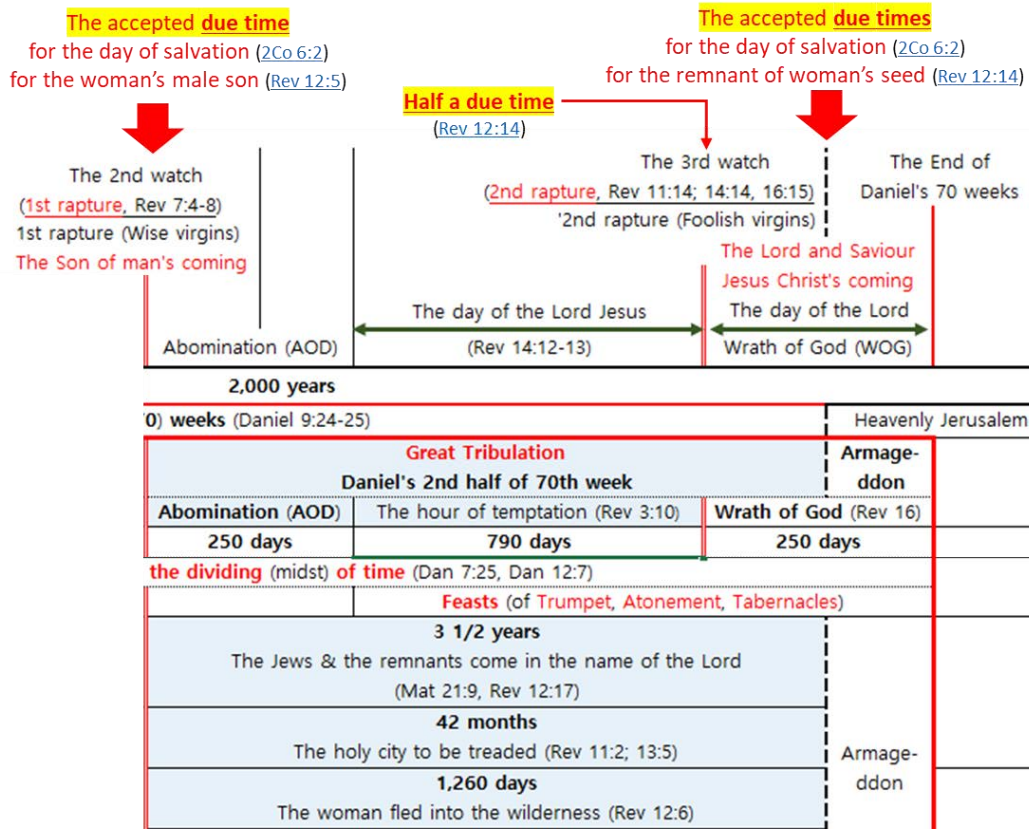 The accepted due time
for the day of salvation (2Co 6:2)
for the woman's male son (Rev 12:5)
The accepted due times
for the day of salvation (2Co 6:2)
for the remnant of woman's seed (Rev 12:14)
Half a due time
(Rev 12:14)
The 2nd watch
(1st rapture, Rev 7:4-8)
1st rapture (Wise virgins)
The Son of man's coming
The 3rd watch
(2nd rapture, Rev 11:14; 14:14, 16:15)
'2nd rapture (Foolish virgins)
The Lord and Saviour
Jesus Christ's coming
The End of
Daniel's 70 weeks
Abomination (AOD)
The day of the Lord Jesus
(Rev 14:12-13)
The day of the Lord
Wrath of God (WOG)
2,000 years
0) weeks (Daniel 9:24-25)
Heavenly Jerusalem
Great Tribulation
Daniel's 2nd half of 70th week
Armage-
ddon
Abomination (AOD)
The hour of temptation (Rev 3:10)
Wrath of God (Rev 16)
250 days
790 days
250 days
the dividing (midst) of time (Dan 7:25, Dan 12:7)
Feasts (of Trumpet, Atonement, Tabernacles)
3 1/2 years
The Jews & the remnants come in the name of the Lord
(Mat 21:9, Rev 12:17)
42 months
The holy city to be treaded (Rev 11:2; 13:5)
1,260 days
The woman fled into the wilderness (Rev 12:6)
Armage-
ddon